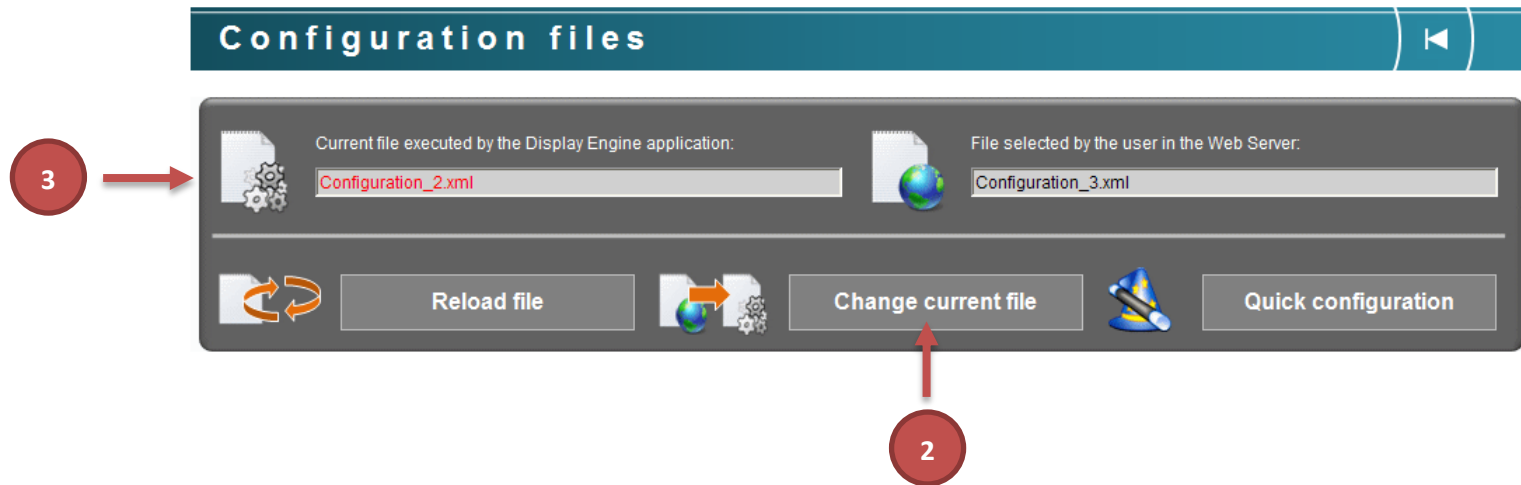 Configuration files
Current file executed by the Display Engine application:
File selected by the user in the Web Server:
3
Configuration_2.xml
Configuration_3.xml
Reload file
Change current file
Quick configuration
2